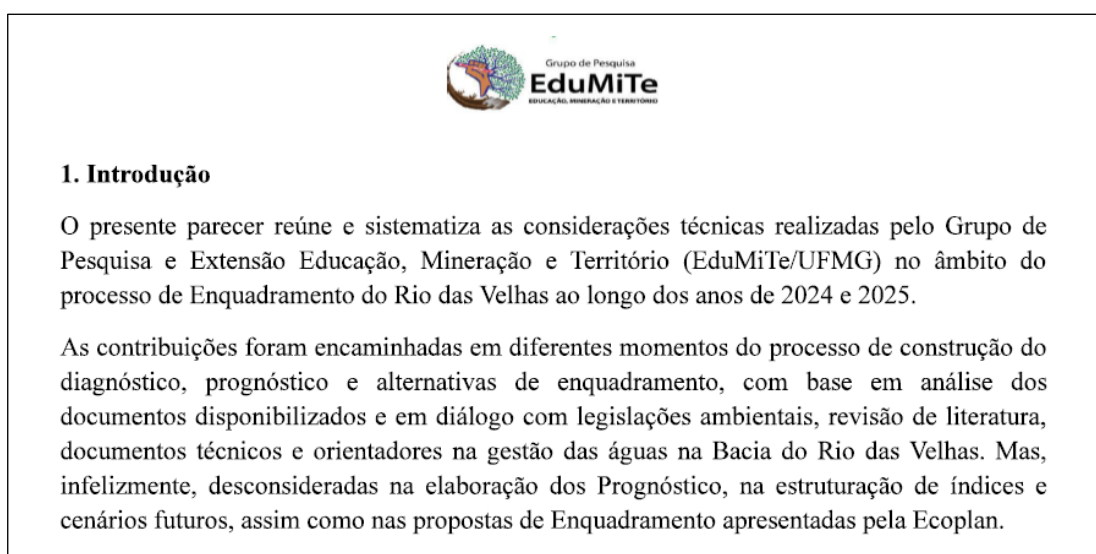 Grupo de Pesquisa
EduMiTe
EDUCAÇÃO, MINERAÇÃO E TERRITÓRIO
1. Introdução
O presente parecer reúne e sistematiza as considerações técnicas realizadas pelo Grupo de
Pesquisa e Extensão Educação, Mineração e Território (EduMiTe/UFMG) no âmbito do
processo de Enquadramento do Rio das Velhas ao longo dos anos de 2024 e 2025.
As contribuições foram encaminhadas em diferentes momentos do processo de construção do
diagnóstico, prognóstico e alternativas de enquadramento, com base em análise dos
documentos disponibilizados e em diálogo com legislações ambientais, revisão de literatura,
documentos técnicos e orientadores na gestão das águas na Bacia do Rio das Velhas. Mas,
infelizmente, desconsideradas na elaboração dos Prognóstico, na estruturação de índices e
cenários futuros, assim como nas propostas de Enquadramento apresentadas pela Ecoplan.